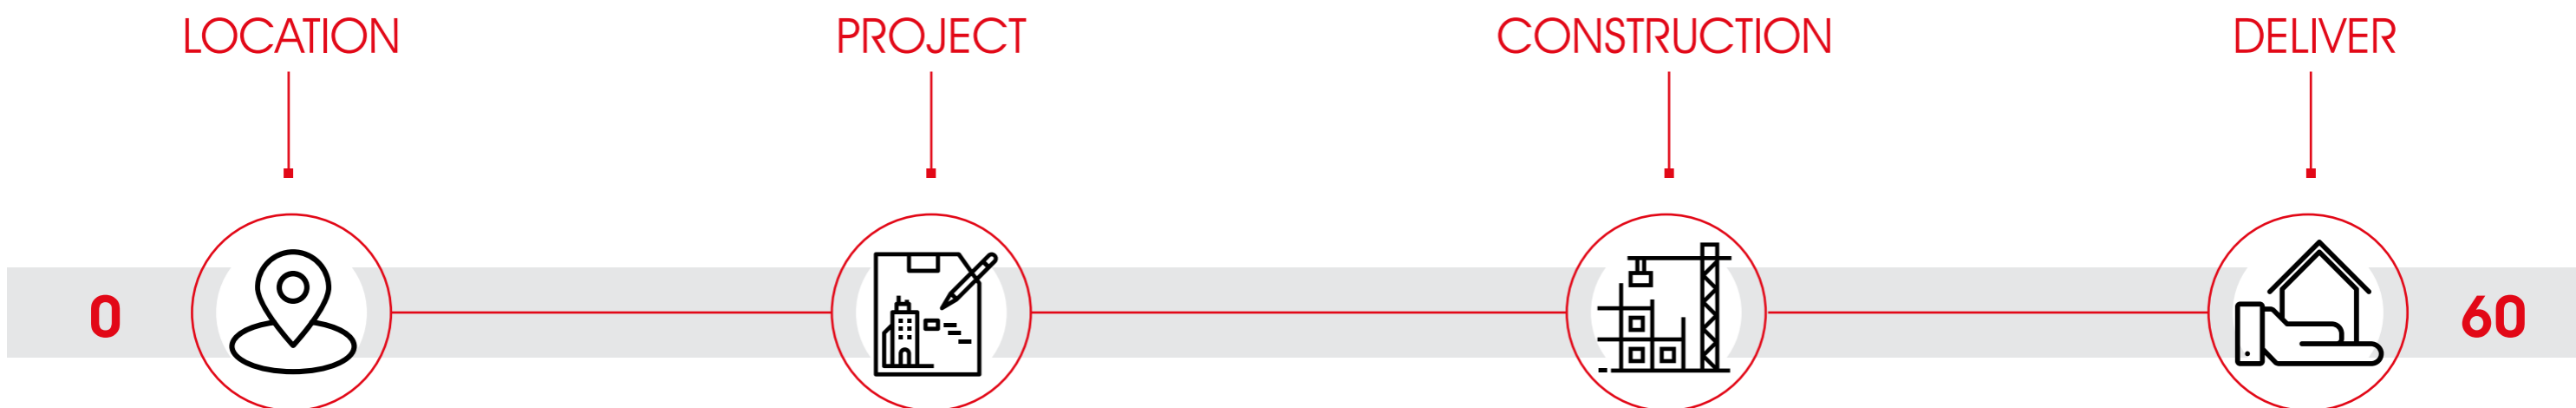 LOCATION
PROJECT
CONSTRUCTION
DELIVER
0
60